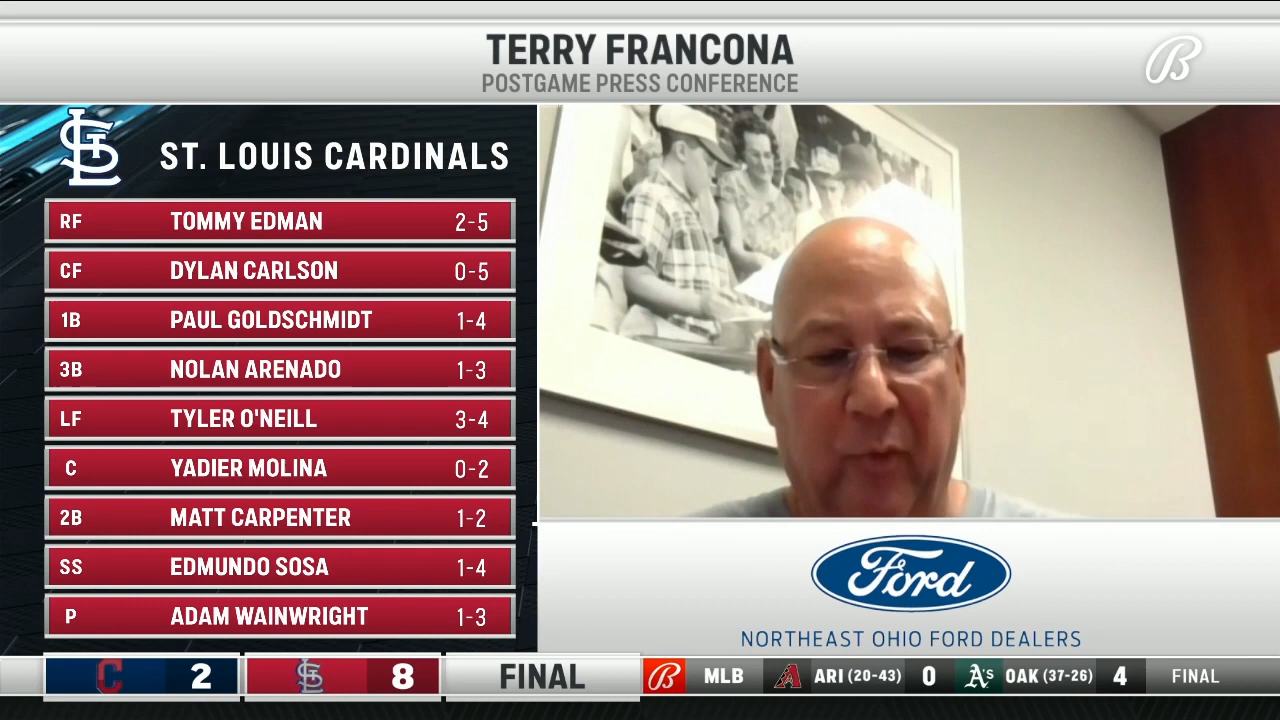 TERRY FRANCONA
POSTGAME PRESS CONFERENCE
B
STL
ST. LOUIS CARDINALS
RF TOMMY EDMAN 2-5
CF DYLAN CARLSON 0-5
1B PAUL GOLDSCHMIDT 1-4
3B NOLAN ARENADO 1-3
LF TYLER O'NEILL 3-4
C YADIER MOLINA 0-2
2B MATT CARPENTER 1-2
SS EDMUNDO SOSA 1-4
P ADAM WAINWRIGHT 1-3
Ford
NORTHEAST OHIO FORD DEALERS
C 2 STL 8 FINAL B MLB A ARI (20-43) 0 A's OAK (37-26) 4 FINAL